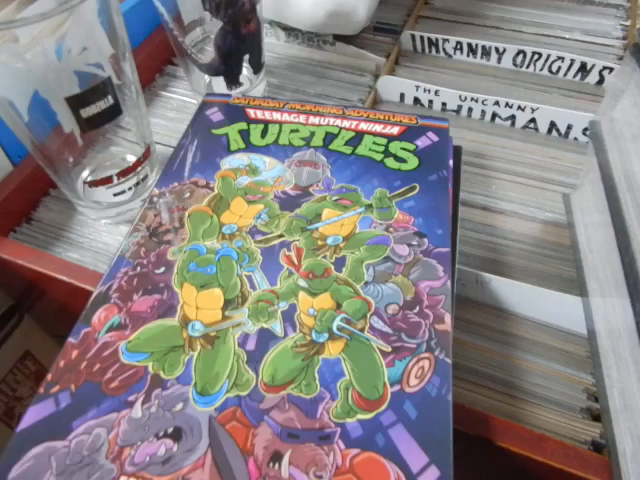 UNCANNY ORIGINS
THE UNCANNY
INHUMANS
SATURDAY MORNING ADVENTURES
TEENAGE MUTANT NINJA
TURTLES
GODZILLA